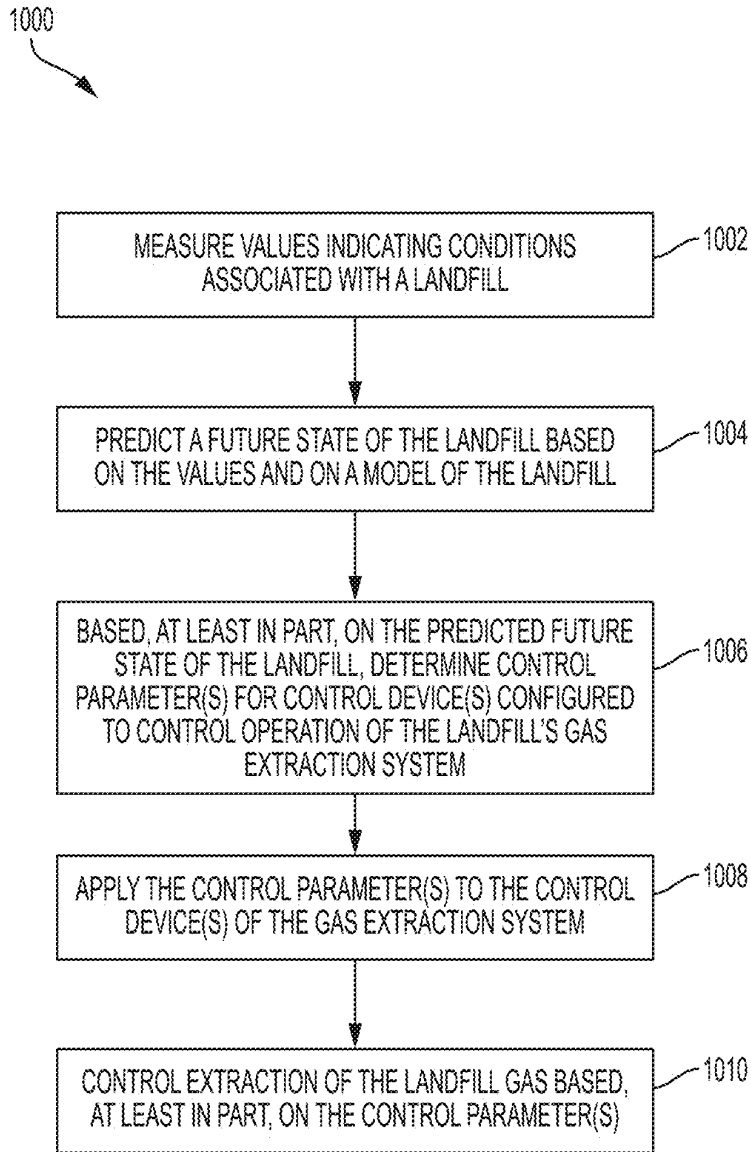 1000
MEASURE VALUES INDICATING CONDITIONS
ASSOCIATED WITH A LANDFILL
1002
PREDICT A FUTURE STATE OF THE LANDFILL BASED
ON THE VALUES AND ON A MODEL OF THE LANDFILL
1004
BASED, AT LEAST IN PART, ON THE PREDICTED FUTURE
STATE OF THE LANDFILL, DETERMINE CONTROL
PARAMETER(S) FOR CONTROL DEVICE(S) CONFIGURED
TO CONTROL OPERATION OF THE LANDFILL'S GAS
EXTRACTION SYSTEM
1006
APPLY THE CONTROL PARAMETER(S) TO THE CONTROL
DEVICE(S) OF THE GAS EXTRACTION SYSTEM
1008
CONTROL EXTRACTION OF THE LANDFILL GAS BASED,
AT LEAST IN PART, ON THE CONTROL PARAMETER(S)
1010